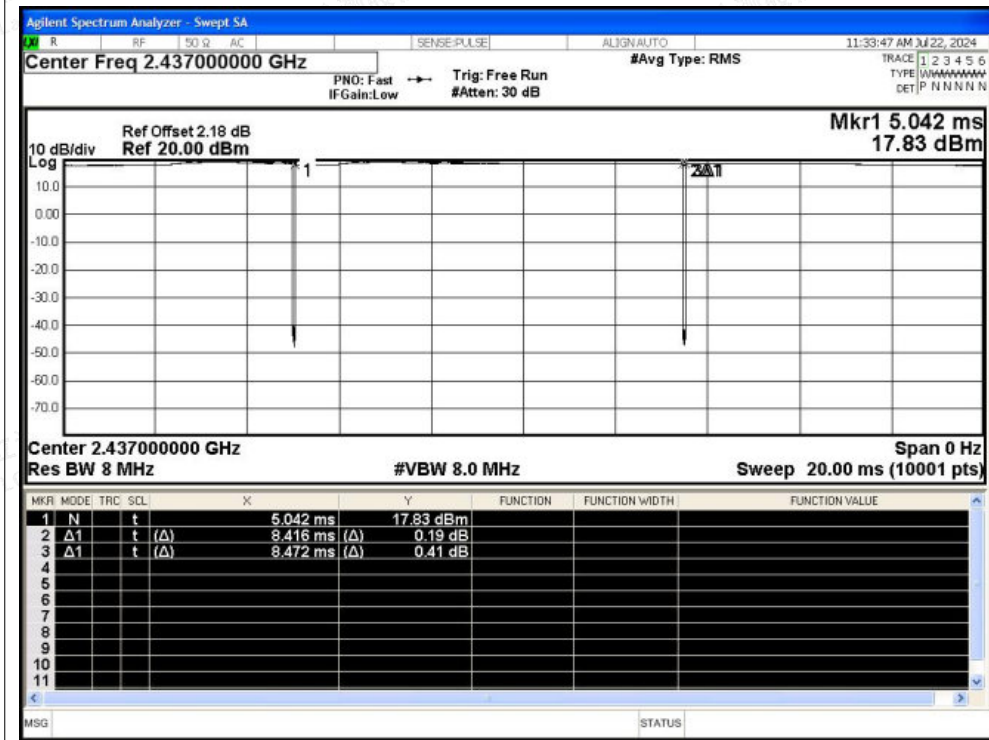 Agilent Spectrum Analyzer - Swept SA
LXI R RF 50 Ω AC SENSE:PULSE ALIGN AUTO 11:33:47 AM Jul 22, 2024
Center Freq 2.437000000 GHz #Avg Type: RMS TRACE 1 2 3 4 5 6
PNO: Fast Trig: Free Run TYPE WWWWWW
IFGain:Low #Atten: 30 dB DET P N N N N N
Mkr1 5.042 ms
Ref Offset 2.18 dB
10 dB/div Ref 20.00 dBm 17.83 dBm
Log
1
3Δ1
10.0
0.00
-10.0
-20.0
-30.0
-40.0
-50.0
-60.0
-70.0
Center 2.437000000 GHz Span 0 Hz
Res BW 8 MHz #VBW 8.0 MHz Sweep 20.00 ms (10001 pts)
MKR MODE TRC SCL X Y FUNCTION FUNCTION WIDTH FUNCTION VALUE
1 N t 5.042 ms 17.83 dBm
2 Δ1 t (Δ) 8.416 ms (Δ) 0.19 dB
3 Δ1 t (Δ) 8.472 ms (Δ) 0.41 dB
4
5
6
7
8
9
10
11
MSG STATUS